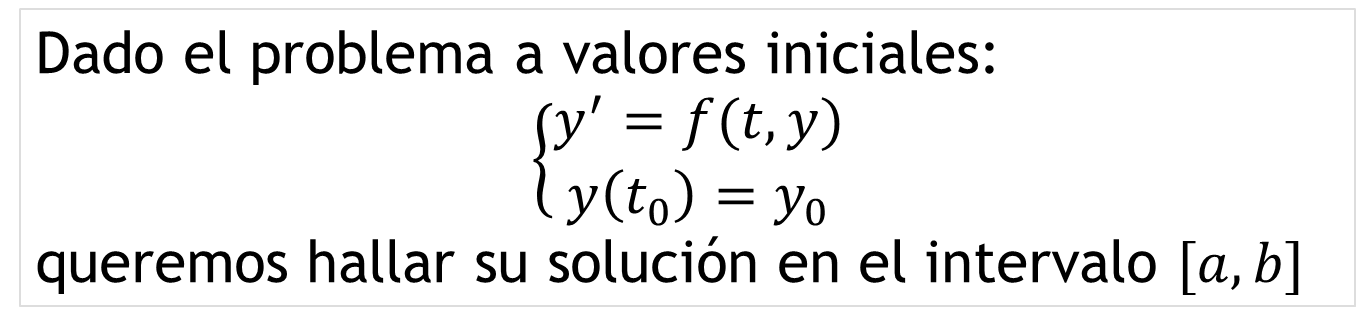 Dado el problema a valores iniciales:
{y′ = f(t, y)
y(t₀) = y₀
queremos hallar su solución en el intervalo [a, b]